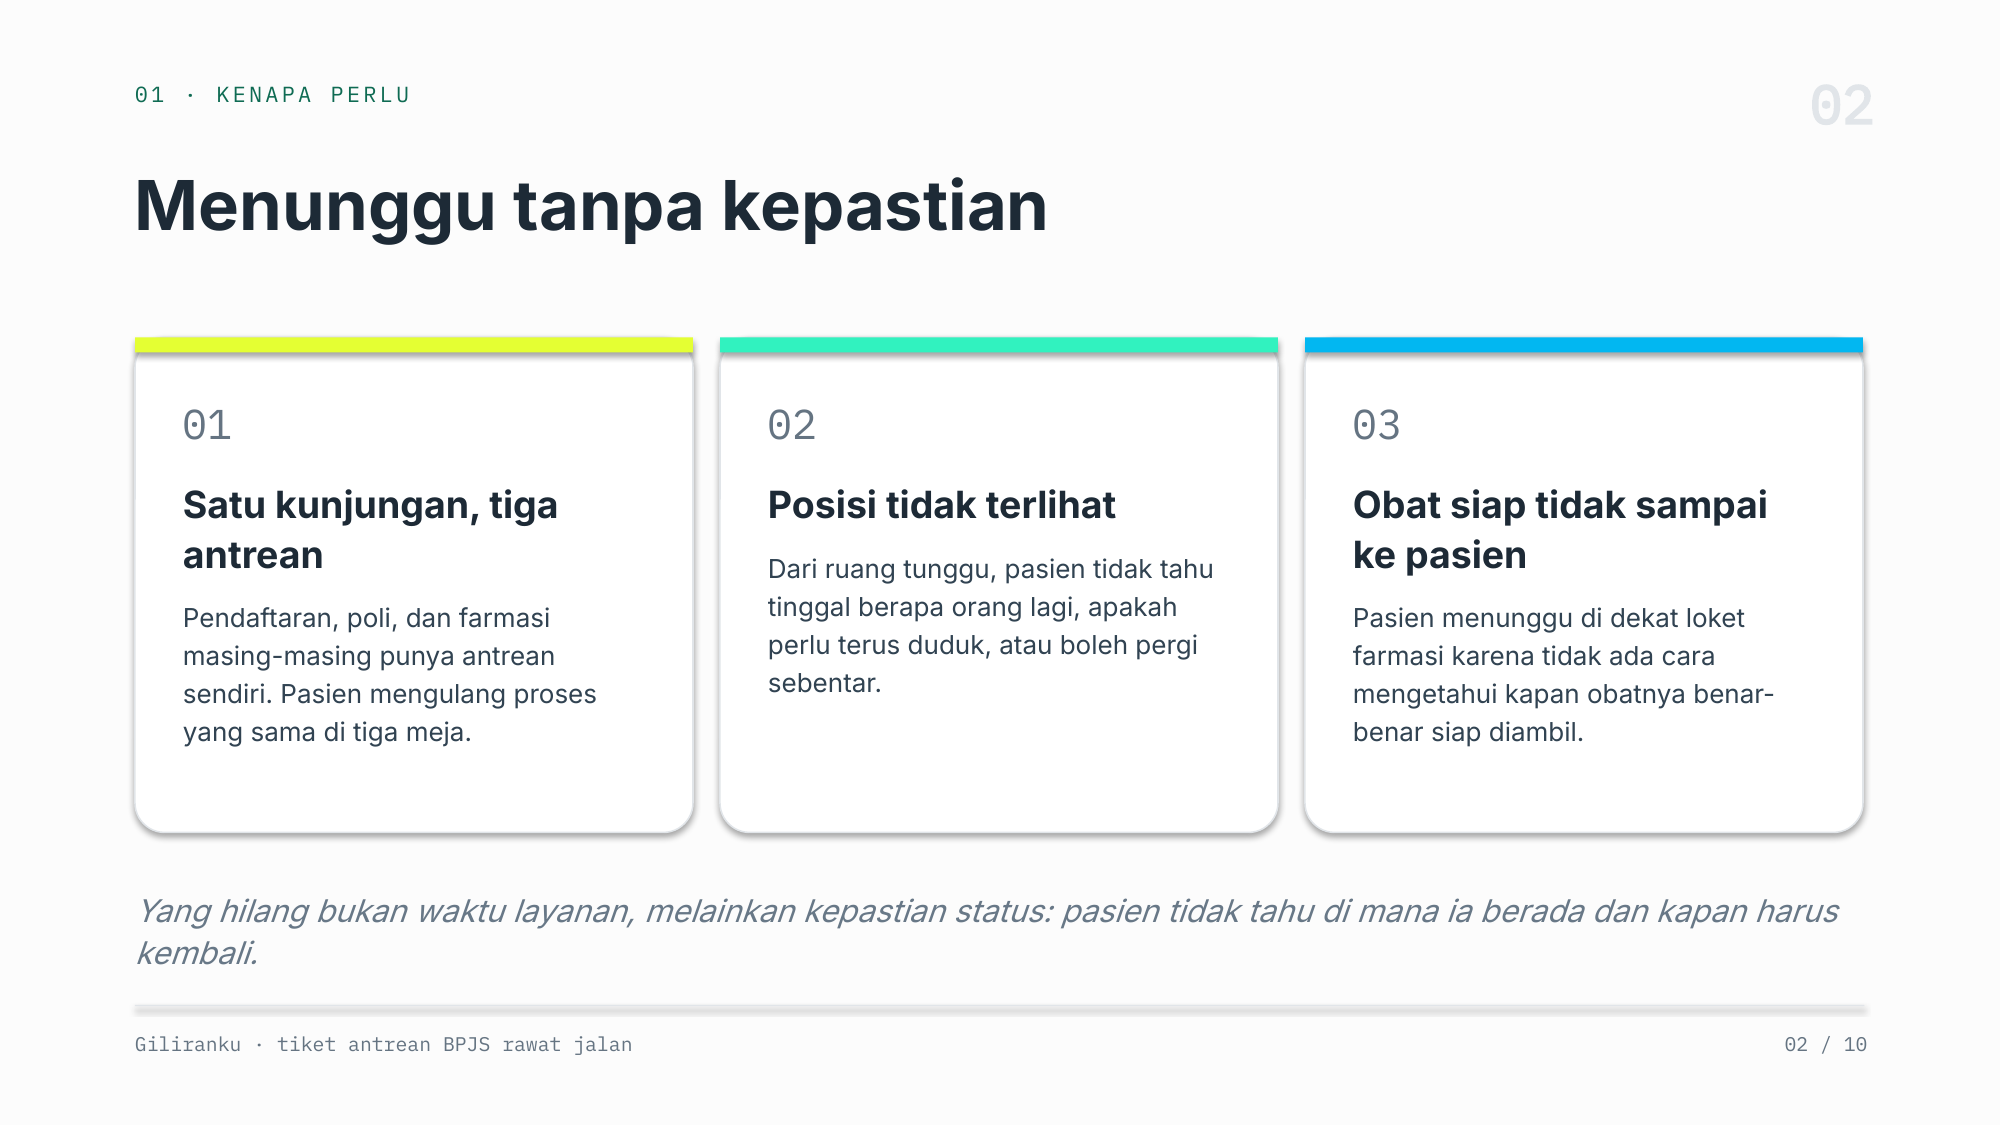 01 · KENAPA PERLU
02
Menunggu tanpa kepastian
01
Satu kunjungan, tiga
antrean
Pendaftaran, poli, dan farmasi
masing-masing punya antrean
sendiri. Pasien mengulang proses
yang sama di tiga meja.
02
Posisi tidak terlihat
Dari ruang tunggu, pasien tidak tahu
tinggal berapa orang lagi, apakah
perlu terus duduk, atau boleh pergi
sebentar.
03
Obat siap tidak sampai
ke pasien
Pasien menunggu di dekat loket
farmasi karena tidak ada cara
mengetahui kapan obatnya benar-
benar siap diambil.
Yang hilang bukan waktu layanan, melainkan kepastian status: pasien tidak tahu di mana ia berada dan kapan harus
kembali.
Giliranku · tiket antrean BPJS rawat jalan
02 / 10